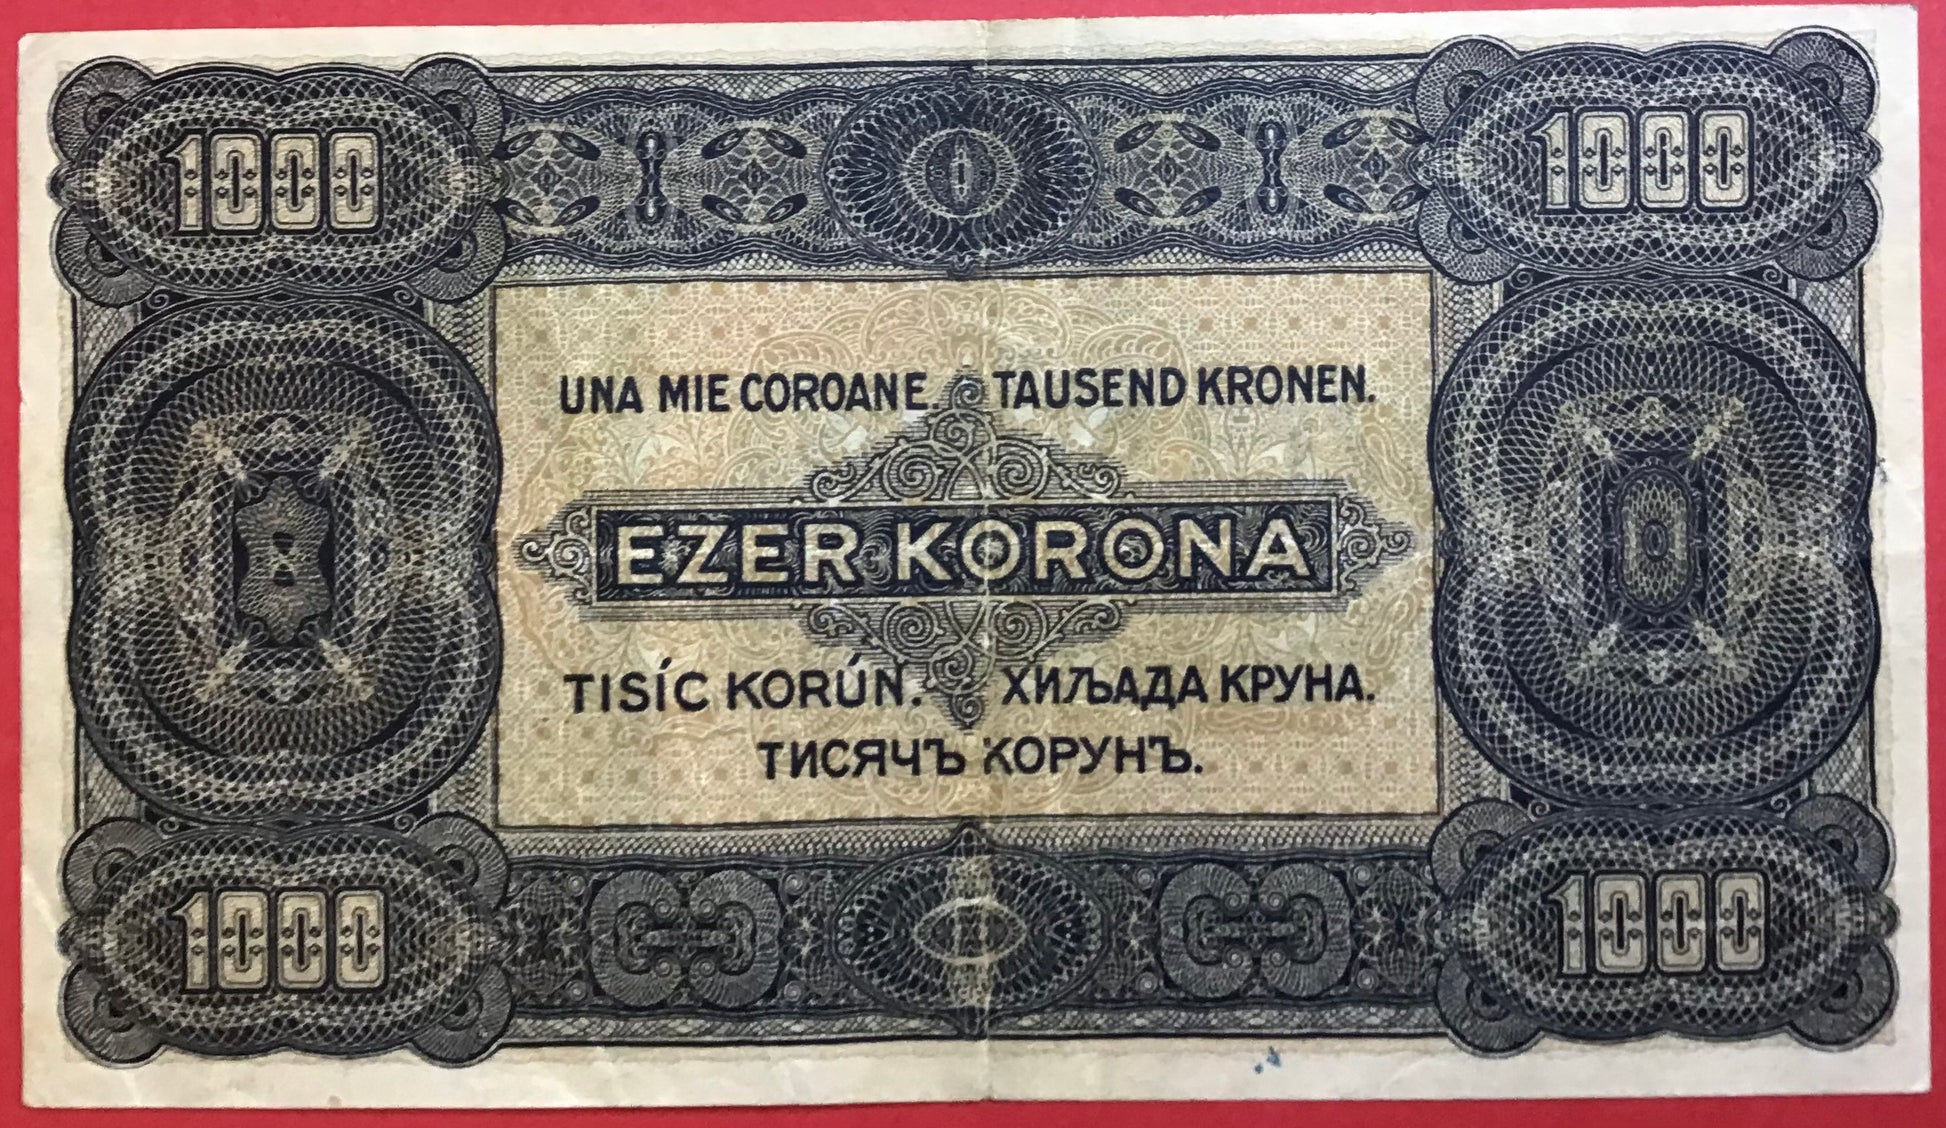 1000 1000
UNA MIE COROANE. TAUSEND KRONEN.
EZER KORONA
TISÍC KORÚN. ХИЉАДА КРУНА.
ТИСЯЧЪ КОРУНЪ.
1000 1000